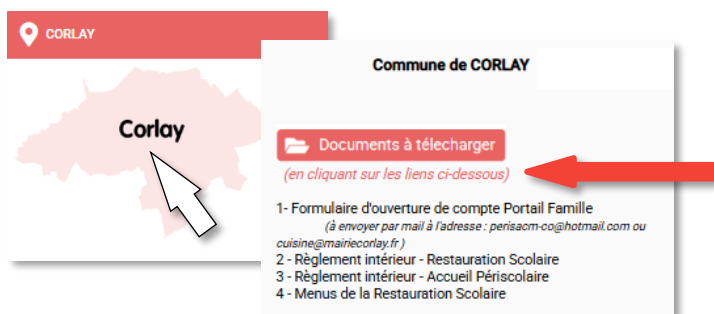 CORLAY
Corlay
Commune de CORLAY
Documents à télecharger
(en cliquant sur les liens ci-dessous)
1- Formulaire d'ouverture de compte Portail Famille
(à envoyer par mail à l'adresse : perisacm-co@hotmail.com ou
cuisine@mairiecorlay.fr )
2 - Règlement intérieur - Restauration Scolaire
3 - Règlement intérieur - Accueil Périscolaire
4 - Menus de la Restauration Scolaire